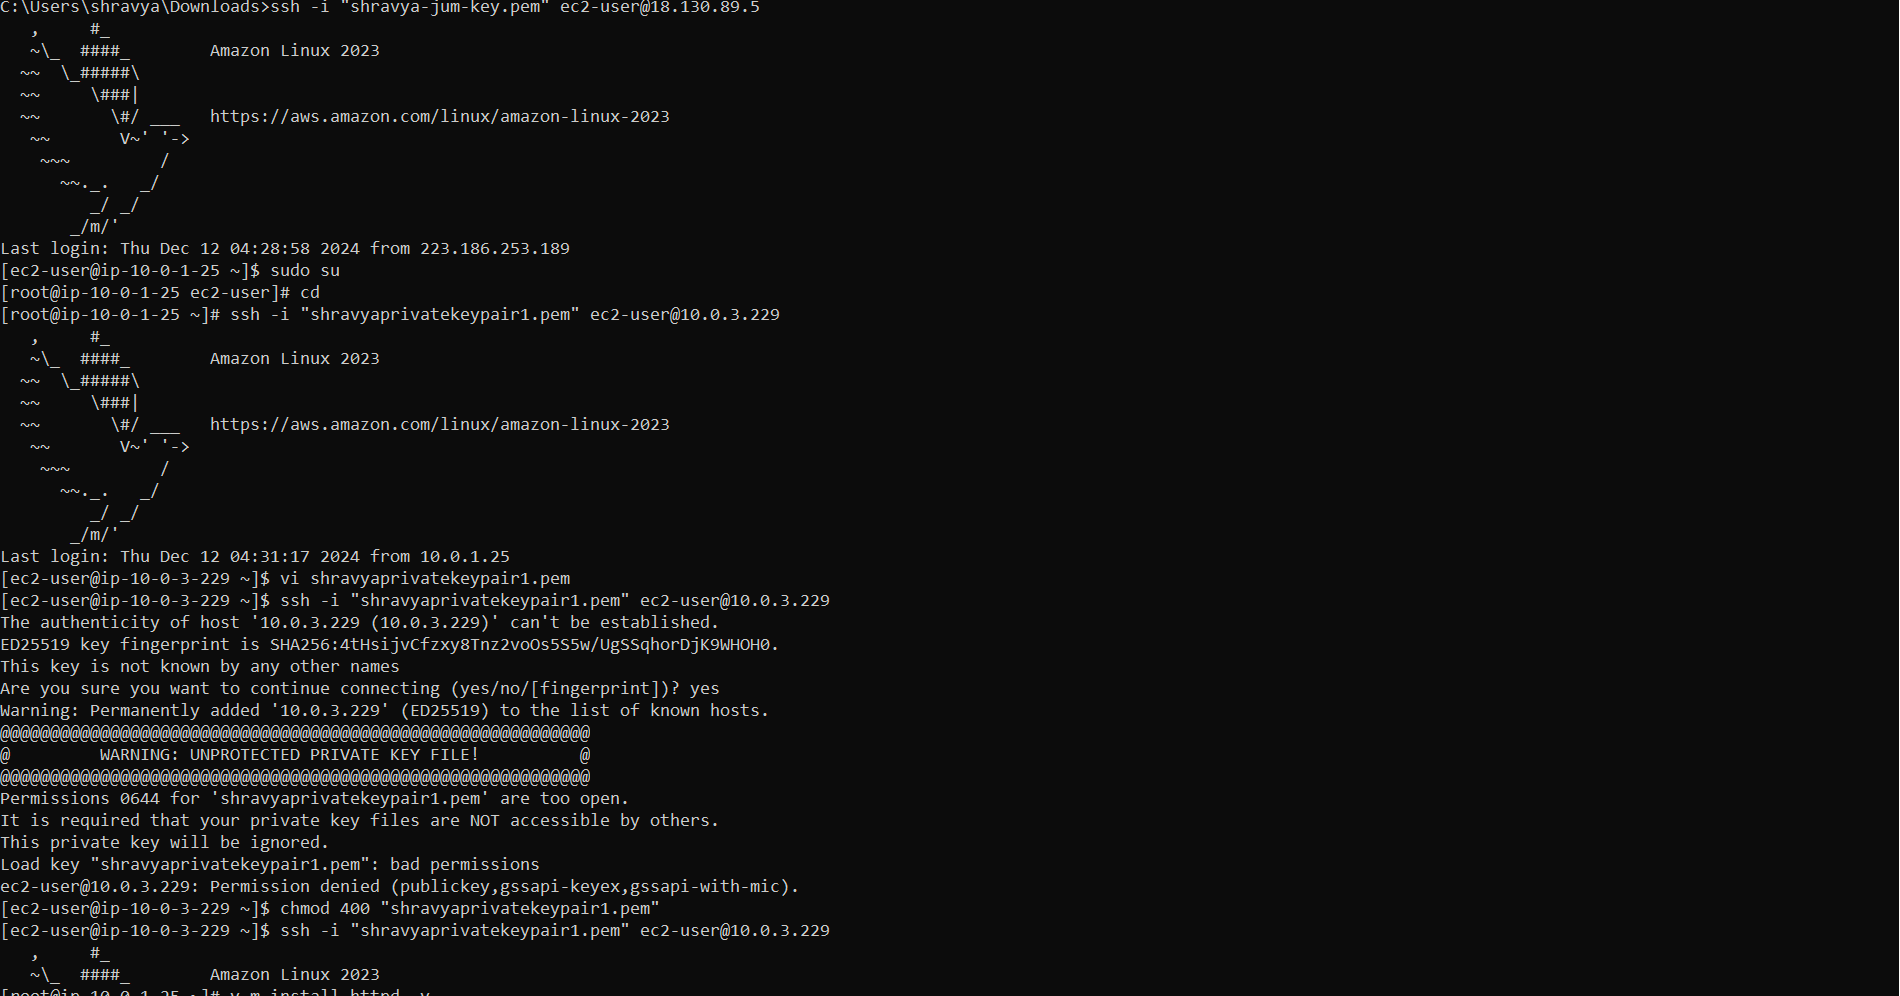 C:\Users\shravya\Downloads>ssh -i "shravya-jum-key.pem" ec2-user@18.130.89.5
   ,     #_
   ~\_  ####_        Amazon Linux 2023
  ~~  \_#####\
  ~~     \###|
  ~~       \#/ ___   https://aws.amazon.com/linux/amazon-linux-2023
   ~~       V~' '->
    ~~~         /
      ~~._.   _/
         _/ _/
       _/m/'
Last login: Thu Dec 12 04:28:58 2024 from 223.186.253.189
[ec2-user@ip-10-0-1-25 ~]$ sudo su
[root@ip-10-0-1-25 ec2-user]# cd
[root@ip-10-0-1-25 ~]# ssh -i "shravyaprivatekeypair1.pem" ec2-user@10.0.3.229
   ,     #_
   ~\_  ####_        Amazon Linux 2023
  ~~  \_#####\
  ~~     \###|
  ~~       \#/ ___   https://aws.amazon.com/linux/amazon-linux-2023
   ~~       V~' '->
    ~~~         /
      ~~._.   _/
         _/ _/
       _/m/'
Last login: Thu Dec 12 04:31:17 2024 from 10.0.1.25
[ec2-user@ip-10-0-3-229 ~]$ vi shravyaprivatekeypair1.pem
[ec2-user@ip-10-0-3-229 ~]$ ssh -i "shravyaprivatekeypair1.pem" ec2-user@10.0.3.229
The authenticity of host '10.0.3.229 (10.0.3.229)' can't be established.
ED25519 key fingerprint is SHA256:4tHsijvCfzxy8Tnz2voOs5S5w/UgSSqhorDjK9WHOH0.
This key is not known by any other names
Are you sure you want to continue connecting (yes/no/[fingerprint])? yes
Warning: Permanently added '10.0.3.229' (ED25519) to the list of known hosts.
@@@@@@@@@@@@@@@@@@@@@@@@@@@@@@@@@@@@@@@@@@@@@@@@@@@@@@@@@@@
@         WARNING: UNPROTECTED PRIVATE KEY FILE!          @
@@@@@@@@@@@@@@@@@@@@@@@@@@@@@@@@@@@@@@@@@@@@@@@@@@@@@@@@@@@
Permissions 0644 for 'shravyaprivatekeypair1.pem' are too open.
It is required that your private key files are NOT accessible by others.
This private key will be ignored.
Load key "shravyaprivatekeypair1.pem": bad permissions
ec2-user@10.0.3.229: Permission denied (publickey,gssapi-keyex,gssapi-with-mic).
[ec2-user@ip-10-0-3-229 ~]$ chmod 400 "shravyaprivatekeypair1.pem"
[ec2-user@ip-10-0-3-229 ~]$ ssh -i "shravyaprivatekeypair1.pem" ec2-user@10.0.3.229
   ,     #_
   ~\_  ####_        Amazon Linux 2023
[root@ip-10-0-1-25 ~]# install httpd